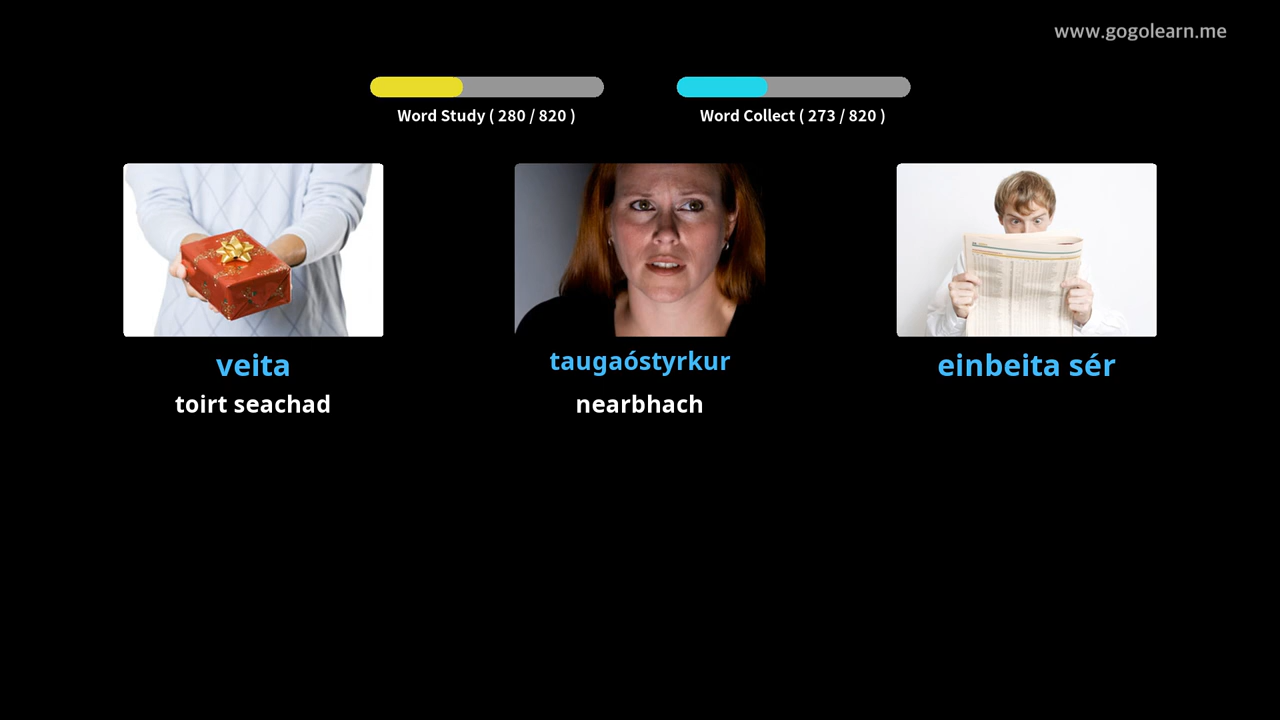 www.gogolearn.me
Word Study ( 280 / 820 )
Word Collect ( 273 / 820 )
veita
taugaóstyrkur
einbeita sér
toirt seachad
nearbhach